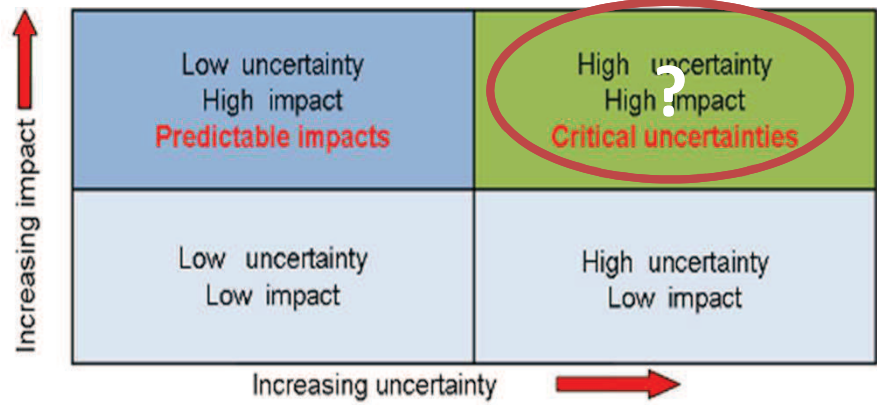 Increasing impact
Low uncertainty
High impact
Predictable impacts
High uncertainty
High impact
Critical uncertainties
?
Low uncertainty
Low impact
High uncertainty
Low impact
Increasing uncertainty